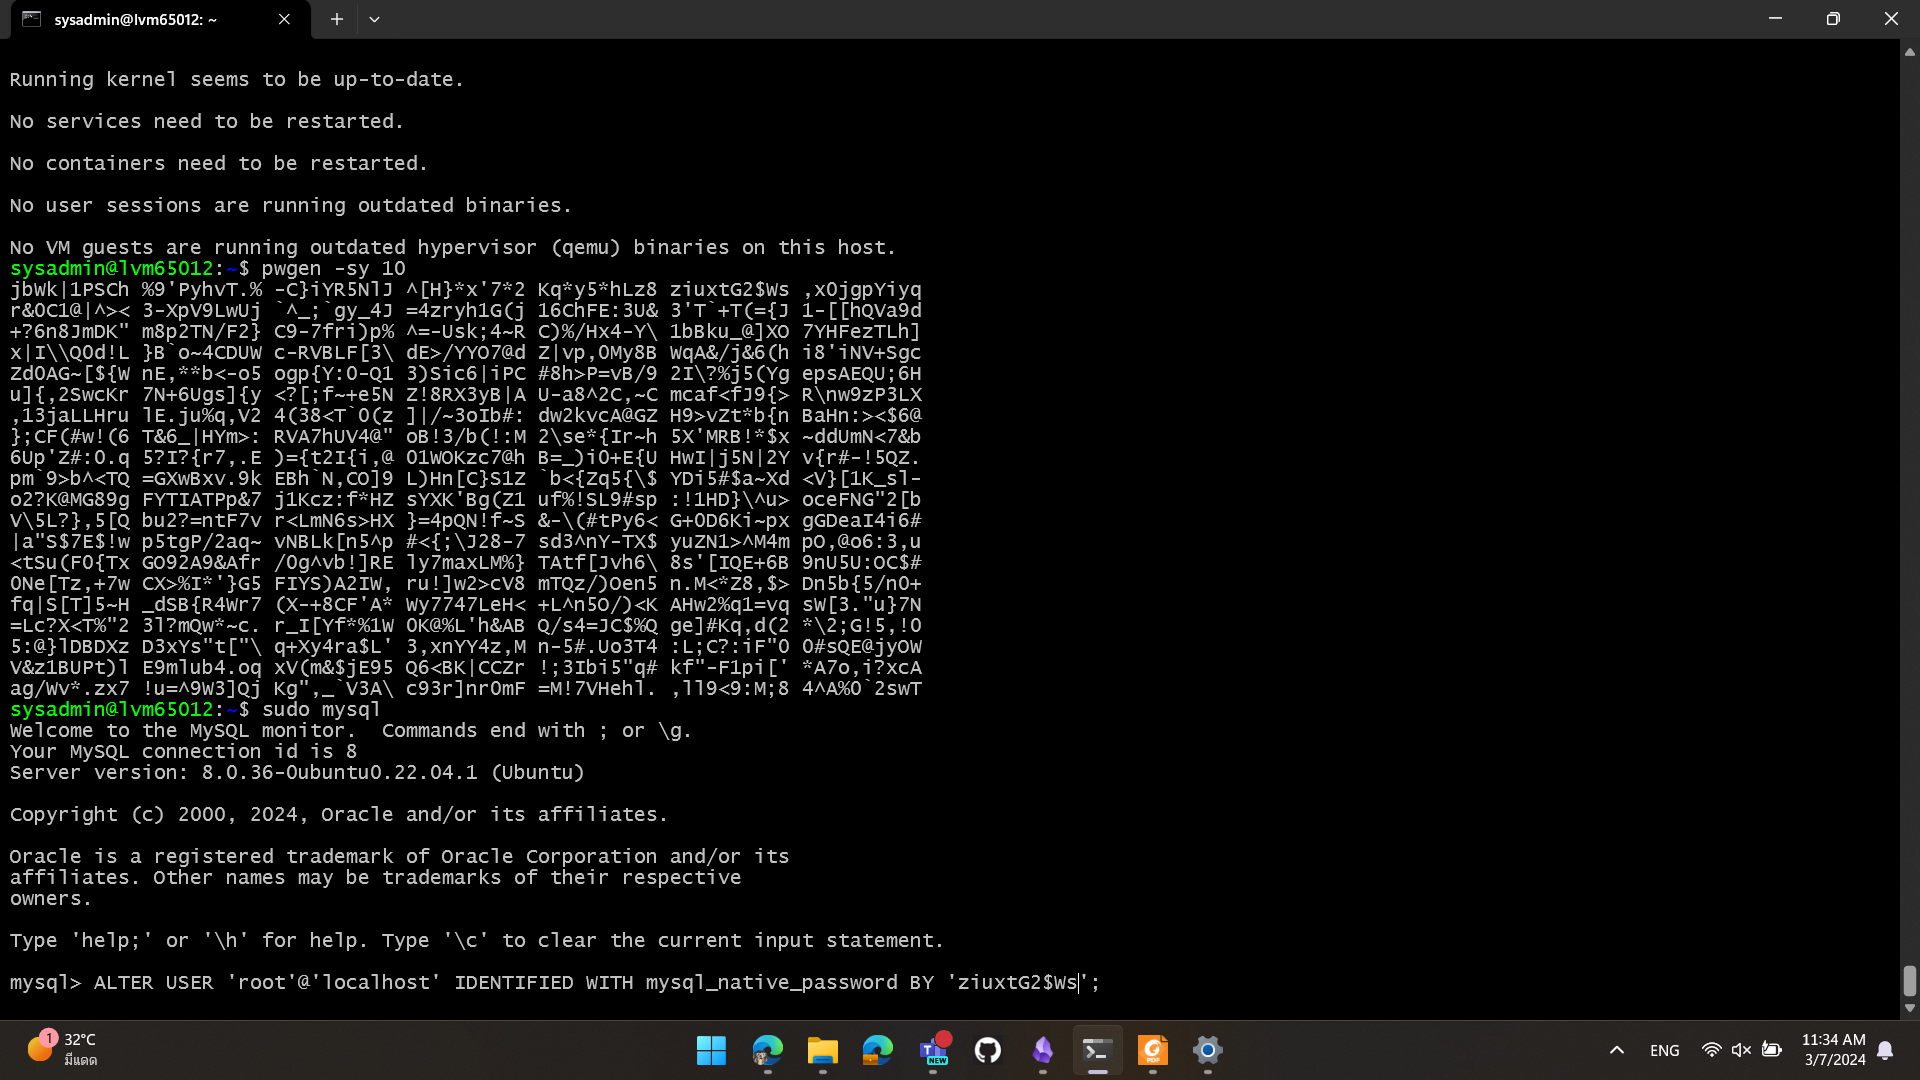 sysadmin@lvm65012: ~
Running kernel seems to be up-to-date.
No services need to be restarted.
No containers need to be restarted.
No user sessions are running outdated binaries.
No VM guests are running outdated hypervisor (qemu) binaries on this host.
sysadmin@lvm65012:~$ pwgen -sy 10
jbWk|1PSCh %9'PyhvT.% -C}iYR5NlJ ^[H}*x'7*2 Kq*y5*hLz8 ziuxtG2$Ws ,x0jgpYiyq
r&0C1@|^>< 3-XpV9LwUj `^_;`gy_4J =4zryh1G(j 16ChFE:3U& 3'T`+T(={J 1-[[hQVa9d
+?6n8JmDK" m8p2TN/F2} C9-7fri)p% ^=-Usk;4~R C)%/Hx4-Y\ 1bBku_@]XO 7YHFezTLh]
x|I\\Q0d!L }B`o~4CDUW c-RVBLF[3\ dE>/YYO7@d Z|vp,0My8B WqA&/j&6(h i8'iNV+Sgc
Zd0AG~[${W nE,**b<-o5 ogp{Y:0-Q1 3)Sic6|iPC #8h>P=vB/9 2I\?%j5(Yg epsAEQU;6H
u]{,2SwcKr 7N+6Ugs]{y <?[;f~+e5N Z!8RX3yB|A U-a8^2C,~C mcaf<fJ9{> R\nw9zP3LX
,13jaLLHru lE.ju%q,V2 4(38<T`0(z ]|/~3oIb#: dw2kvcA@GZ H9>vZt*b{n BaHn:><$6@
};CF(#w!(6 T&6_|HYm>: RVA7hUV4@" oB!3/b(!:M 2\se*{Ir~h 5X'MRB!*$x ~ddUmN<7&b
6Up'Z#:0.q 5?I?{r7,.E )={t2I{i,@ O1WOKzc7@h B=_)i0+E{U HwI|j5N|2Y v{r#-!5QZ.
pm`9>b^<TQ =GXwBxv.9k EBh`N,CO]9 L)Hn[C}S1Z `b<{Zq5{\$ YDi5#$a~Xd <V}[1K_sl-
o2?K@MG89g FYTIATPp&7 j1Kcz:f*HZ sYXK'Bg(Z1 uf%!SL9#sp :!1HD}\^u> oceFNG"2[b
V\5L?},5[Q bu2?=ntF7v r<LmN6s>HX }=4pQN!f~S &-\(#tPy6< G+0D6Ki~px gGDeaI4i6#
|a"S$7E$!w p5tgP/2aq~ vNBLk[n5^p #<{;\J28-7 sd3^nY-TX$ yuZN1>^M4m pO,@o6:3,u
<tSu(F0{Tx GO92A9&Afr /0g^vb!]RE ly7maxLM%} TAtf[Jvh6\ 8s'[IQE+6B 9nU5U:OC$#
0Ne[Tz,+7w CX>%I*'}G5 FIYS)A2IW, ru!]w2>cV8 mTQz/)Oen5 n.M<*Z8,$> Dn5b{5/n0+
fq|S[T]5~H _dSB{R4Wr7 (X-+8CF'A* Wy7747LeH< +L^n5O/)<K AHw2%q1=vq sW[3."u}7N
=Lc?X<T%"2 3l?mQw*~c. r_I[Yf*%1W 0K@%L'h&AB Q/s4=JC$%Q ge]#Kq,d(2 *\2;G!5,!0
5:@}lDBDXz D3xYs"t["\ q+Xy4ra$L' 3,xnYY4z,M n-5#.Uo3T4 :L;C?:iF"0 O#sQE@jyOW
V&z1BUPt)l E9mlub4.oq xV(m&$jE95 Q6<BK|CCZr !;3Ibi5"q# kf"-F1pi[' *A7o,i?xcA
ag/Wv*.zx7 !u=^9W3]Qj Kg",_`V3A\ c93r]nr0mF =M!7VHehl. ,ll9<9:M;8 4^A%0`2swT
sysadmin@lvm65012:~$ sudo mysql
Welcome to the MySQL monitor.  Commands end with ; or \g.
Your MySQL connection id is 8
Server version: 8.0.36-0ubuntu0.22.04.1 (Ubuntu)
Copyright (c) 2000, 2024, Oracle and/or its affiliates.
Oracle is a registered trademark of Oracle Corporation and/or its
affiliates. Other names may be trademarks of their respective
owners.
Type 'help;' or '\h' for help. Type '\c' to clear the current input statement.
mysql> ALTER USER 'root'@'localhost' IDENTIFIED WITH mysql_native_password BY 'ziuxtG2$Ws';
1
32°C
มีแดด
NEW
PDF
ENG
11:34 AM
3/7/2024